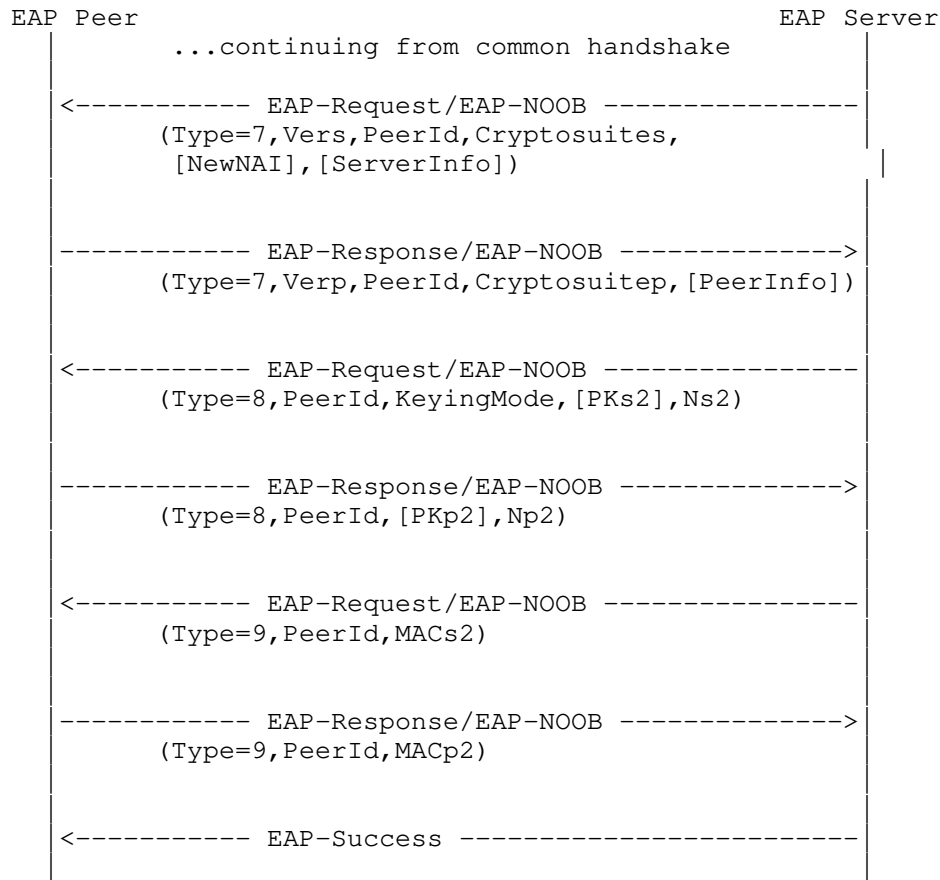 EAP Peer EAP Server
...continuing from common handshake
<----------- EAP-Request/EAP-NOOB ----------------
(Type=7,Vers,PeerId,Cryptosuites,
[NewNAI],[ServerInfo])
------------ EAP-Response/EAP-NOOB -------------->
(Type=7,Verp,PeerId,Cryptosuitep,[PeerInfo])
<----------- EAP-Request/EAP-NOOB ----------------
(Type=8,PeerId,KeyingMode,[PKs2],Ns2)
------------ EAP-Response/EAP-NOOB -------------->
(Type=8,PeerId,[PKp2],Np2)
<----------- EAP-Request/EAP-NOOB ----------------
(Type=9,PeerId,MACs2)
------------ EAP-Response/EAP-NOOB -------------->
(Type=9,PeerId,MACp2)
<----------- EAP-Success -------------------------